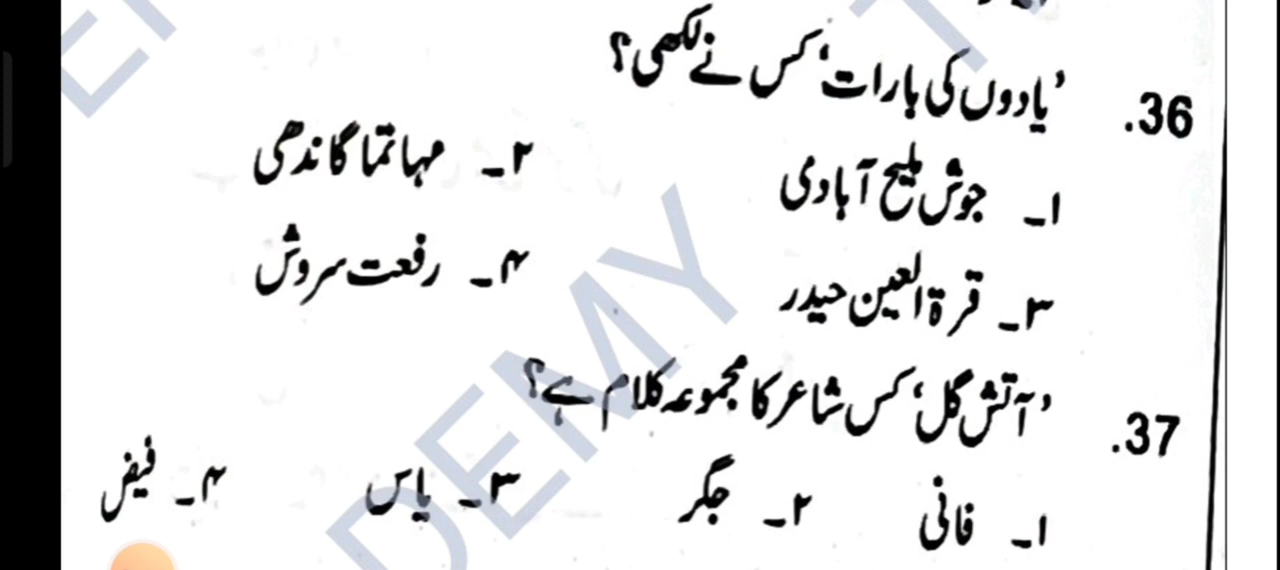 36. ’یادوں کی بارات‘ کس نے لکھی؟
۱۔ جوش ملیح آبادی ۲۔ مہاتما گاندھی
۳۔ قرۃ العین حیدر ۴۔ رفعت سروش
37. ’آتش گل‘ کس شاعر کا مجموعہ کلام ہے؟
۱۔ فانی ۲۔ جگر ۳۔ یاس ۴۔ فیض
DEMY